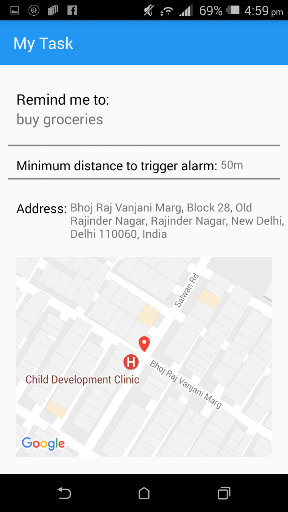 69% 4:59 pm
My Task
Remind me to:
buy groceries
Minimum distance to trigger alarm: 50m
Address: Bhoj Raj Vanjani Marg, Block 28, Old
Rajinder Nagar, Rajinder Nagar, New Delhi,
Delhi 110060, India
Salwan Rd
H
Child Development Clinic
Bhoj Raj Vanjani Marg
Google